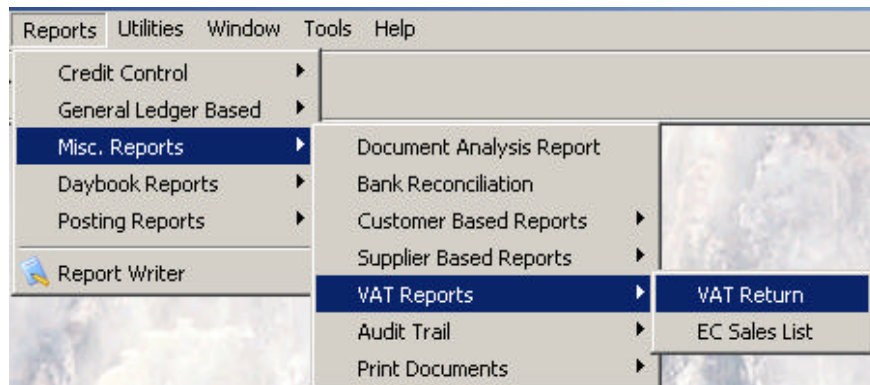 Reports Utilities Window Tools Help
Credit Control
General Ledger Based
Misc. Reports
Daybook Reports
Posting Reports
Report Writer
Document Analysis Report
Bank Reconciliation
Customer Based Reports
Supplier Based Reports
VAT Reports
Audit Trail
Print Documents
VAT Return
EC Sales List